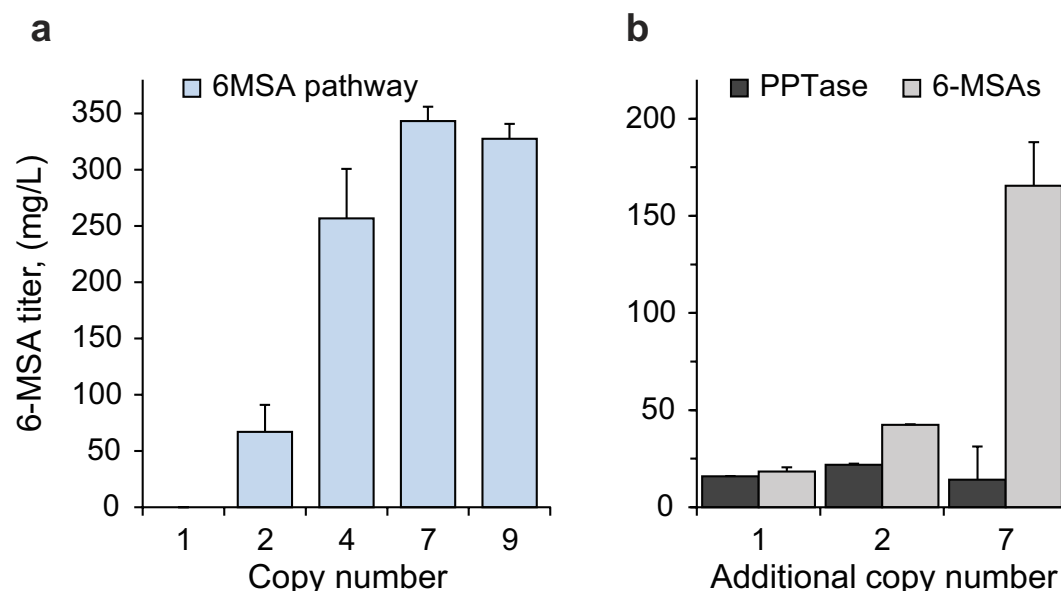 a
6MSA pathway
6-MSA titer, (mg/L)
350
300
250
200
150
100
50
0
1 2 4 7 9
Copy number
b
PPTase 6-MSAs
200
150
100
50
0
1 2 7
Additional copy number